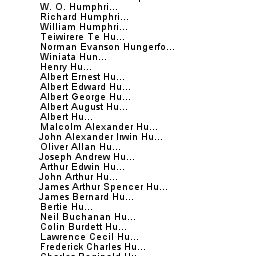 W. O. Humphri...
Richard Humphri...
William Humphri...
Teiwirere Te Hu...
Norman Evanson Hungerfo...
Winiata Hun...
Henry Hu...
Albert Ernest Hu...
Albert Edward Hu...
Albert George Hu...
Albert August Hu...
Albert Hu...
Malcolm Alexander Hu...
John Alexander Irwin Hu...
Oliver Allan Hu...
Joseph Andrew Hu...
Arthur Edwin Hu...
John Arthur Hu...
James Arthur Spencer Hu...
James Bernard Hu...
Bertie Hu...
Neil Buchanan Hu...
Colin Burdett Hu...
Lawrence Cecil Hu...
Frederick Charles Hu...
Charles Reginald Hu...